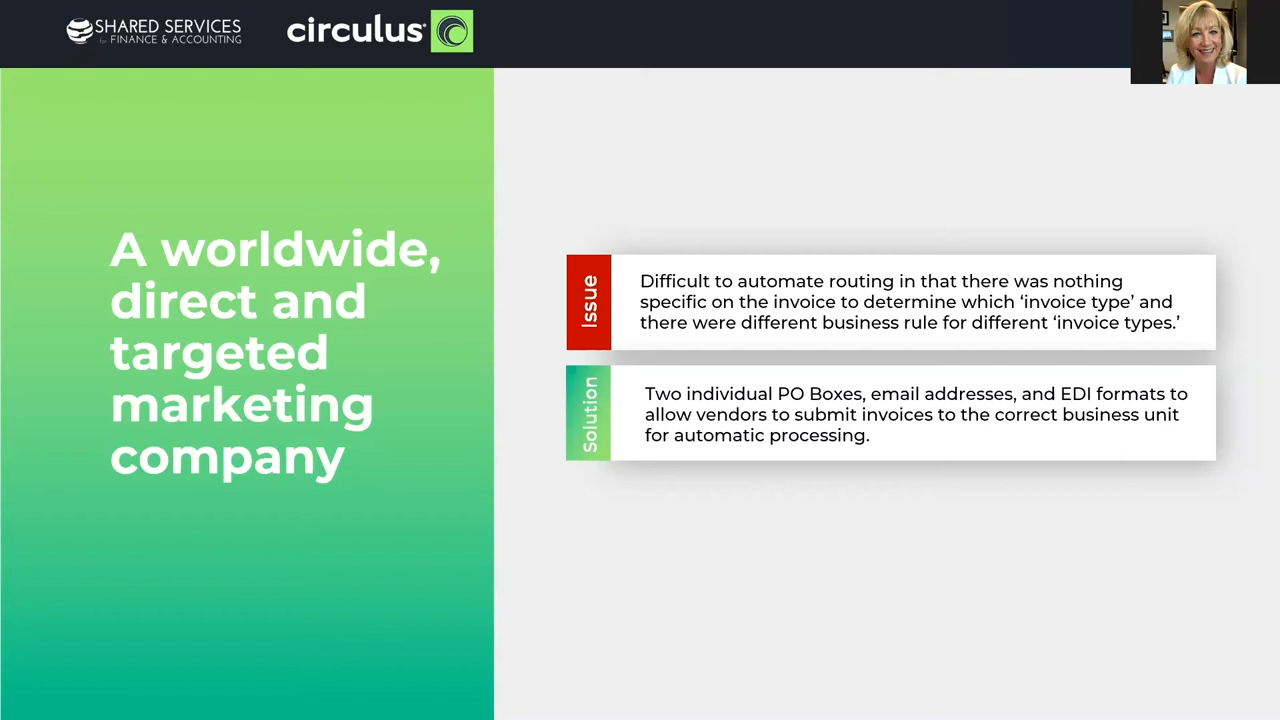 SHARED SERVICES
for FINANCE & ACCOUNTING
circulus
A worldwide,
direct and
targeted
marketing
company
Issue
Difficult to automate routing in that there was nothing
specific on the invoice to determine which ‘invoice type’ and
there were different business rule for different ‘invoice types.’
Solution
Two individual PO Boxes, email addresses, and EDI formats to
allow vendors to submit invoices to the correct business unit
for automatic processing.